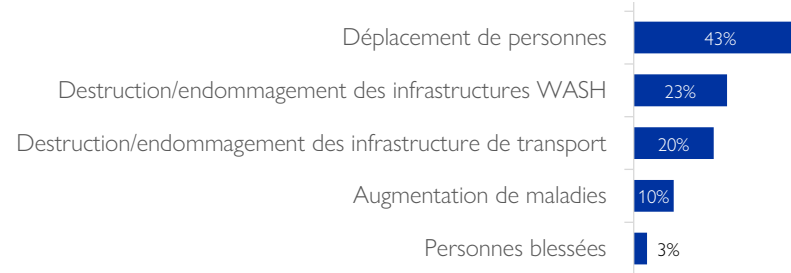 Déplacement de personnes 43%
Destruction/endommagement des infrastructures WASH 23%
Destruction/endommagement des infrastructure de transport 20%
Augmentation de maladies 10%
Personnes blessées 3%